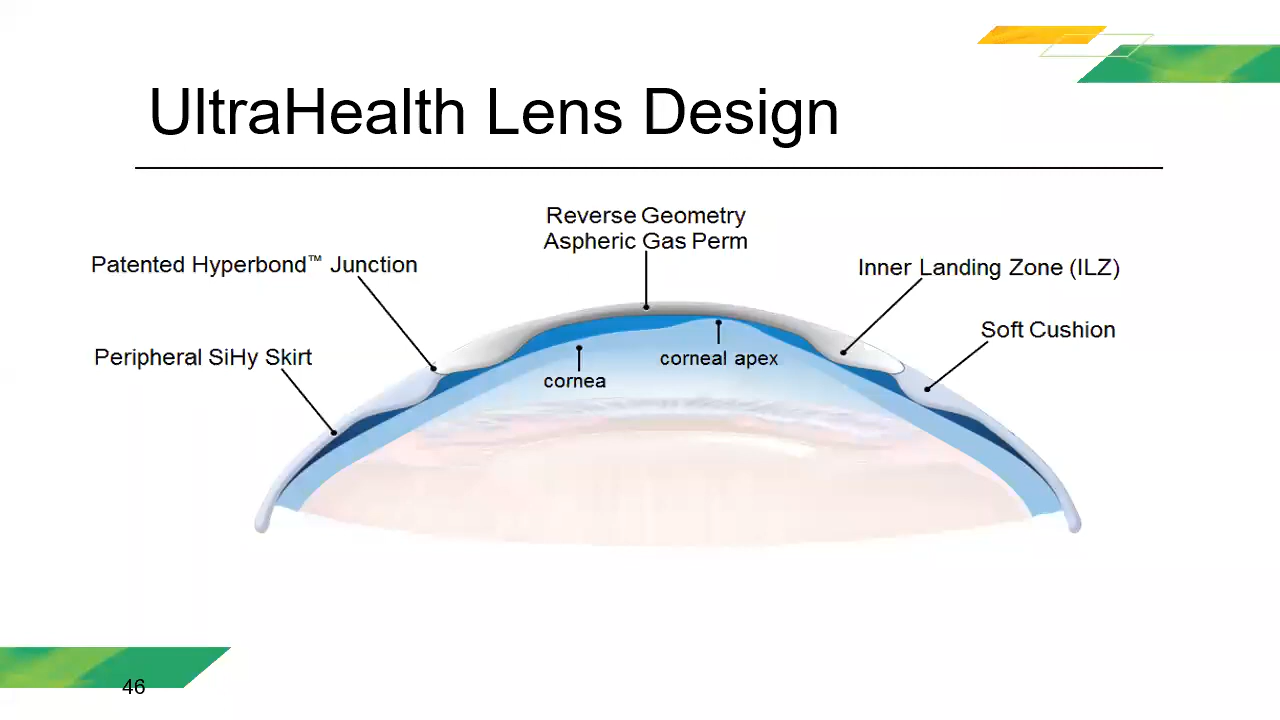 UltraHealth Lens Design
Reverse Geometry
Aspheric Gas Perm
Patented Hyperbond™ Junction
Inner Landing Zone (ILZ)
Soft Cushion
Peripheral SiHy Skirt
corneal apex
cornea
46